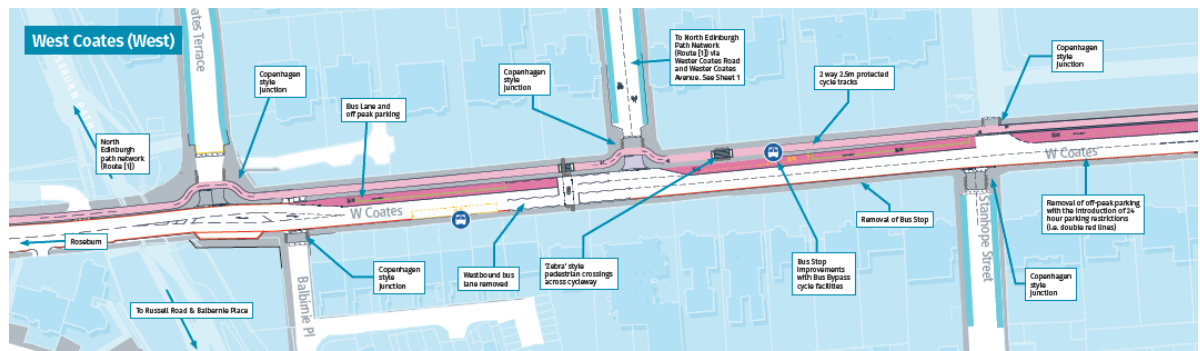 West Coates (West)
ates Terrace
SEBURN PAT
Copenhagen
style
junction
Bus Lane and
off peak parking
North
Edinburgh
path network
(Route [1])
Copenhagen
style
junction
To North Edinburgh
Path Network
(Route [1]) via
Wester Coates Road
and Wester Coates
Avenue. See Sheet 1
2 way 2.5m protected
cycle tracks
Copenhagen
style
junction
W Coates
W Coates
Roseburn
To Russell Road & Balbernie Place
Balbirnie Pl
Copenhagen
style
junction
Westbound bus
lane removed
'Zebra' style
pedestrian crossings
across cycleway
Bus Stop
improvements
with Bus Bypass
cycle facilities
Removal of Bus Stop
Stanhope Street
Removal of off-peak parking
with the introduction of 24
hour parking restrictions
(i.e. double red lines)
Copenhagen
style
junction